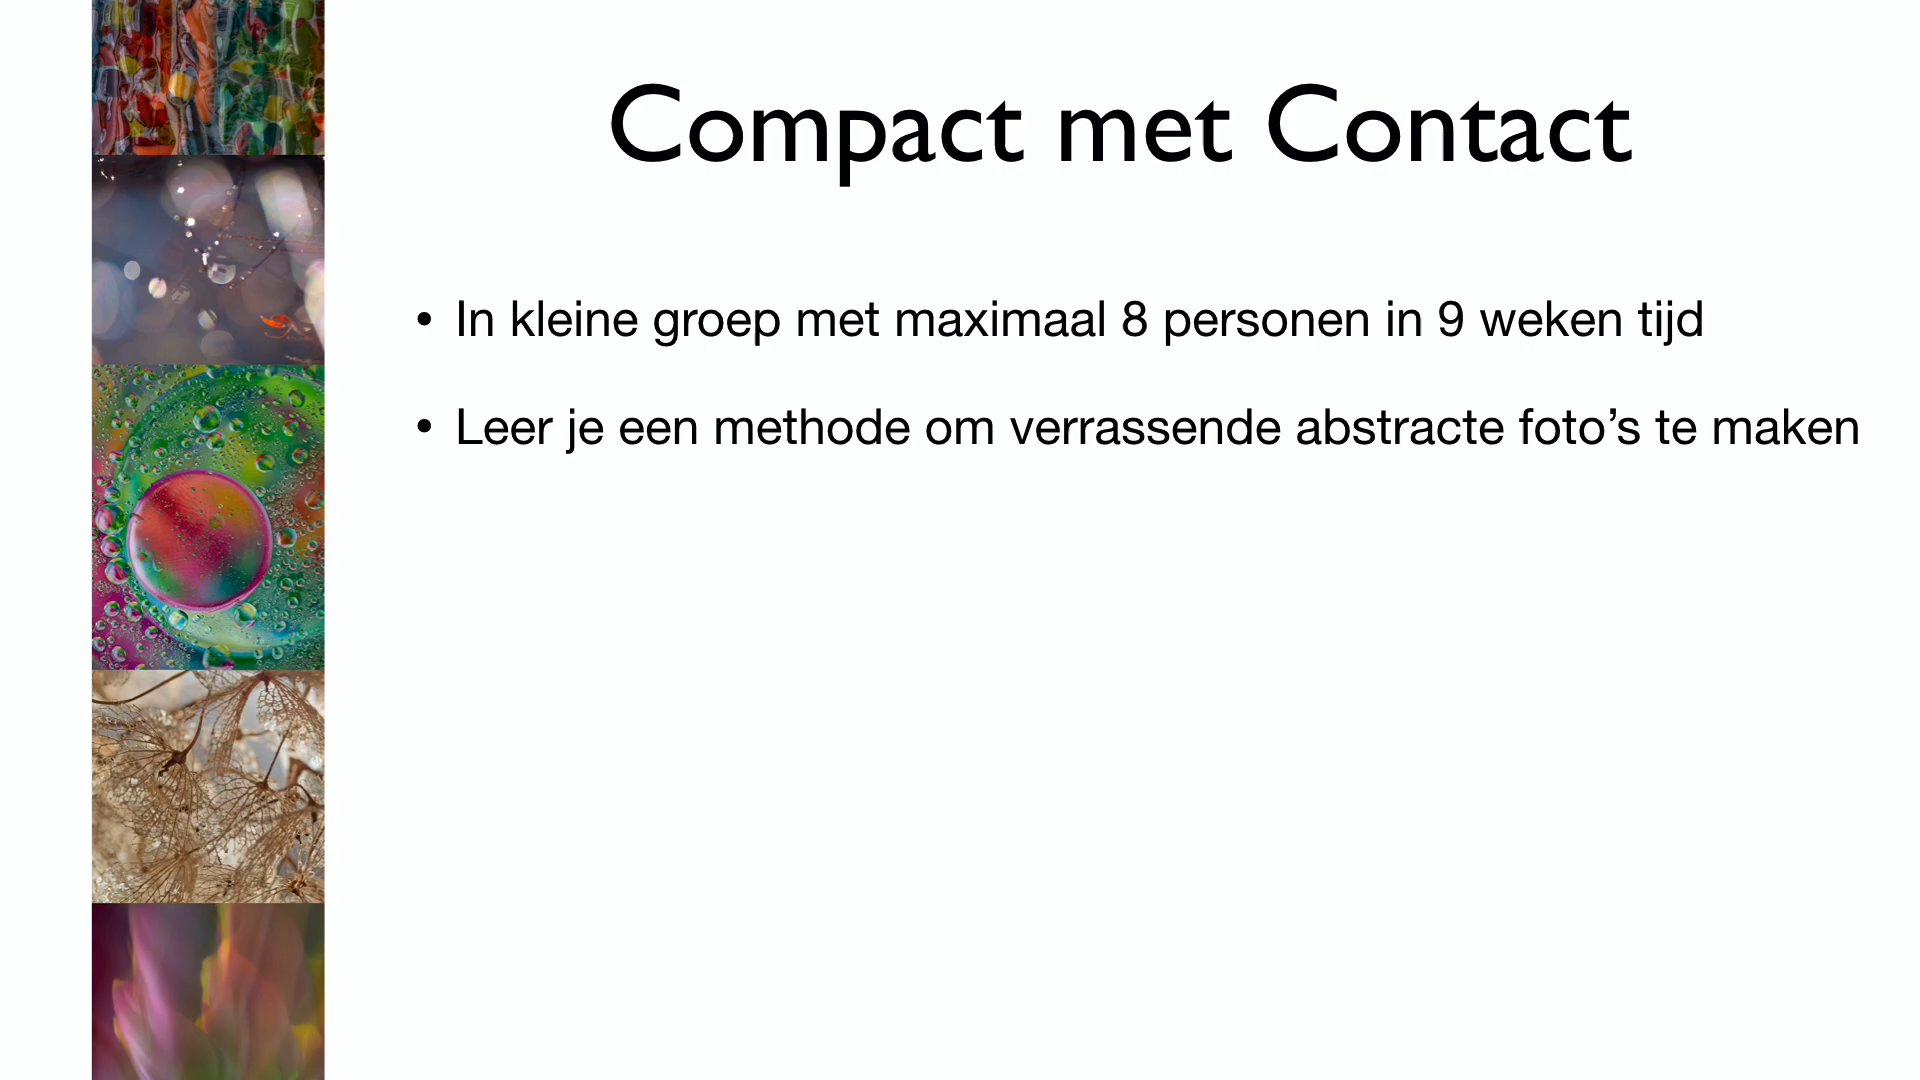 Compact met Contact
• In kleine groep met maximaal 8 personen in 9 weken tijd
• Leer je een methode om verrassende abstracte foto’s te maken